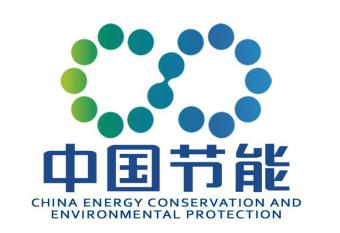 中国节能
CHINA ENERGY CONSERVATION AND
ENVIRONMENTAL PROTECTION